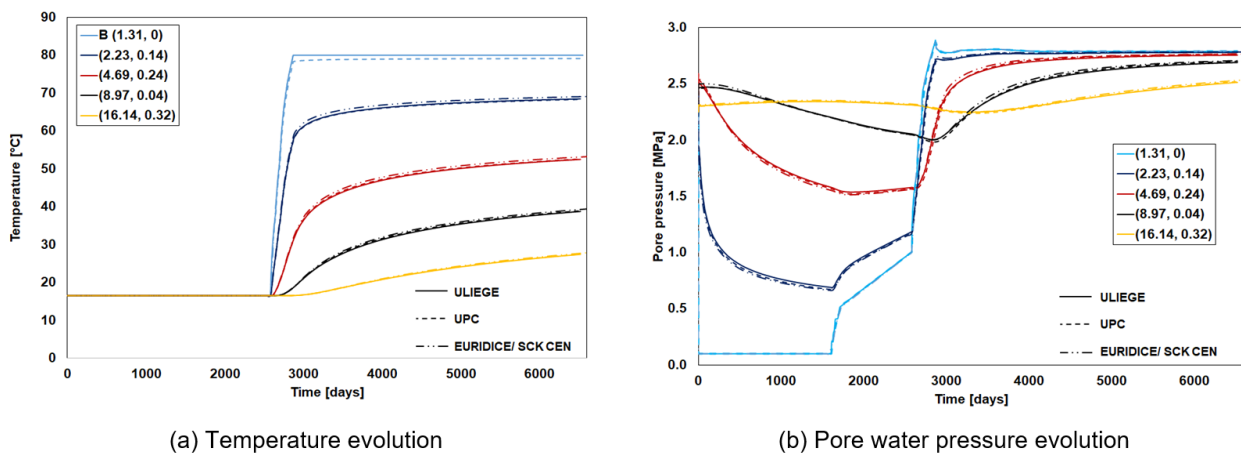 90
80
70
60
50
40
30
20
10
0
Temperature [°C]
B (1.31, 0)
(2.23, 0.14)
(4.69, 0.24)
(8.97, 0.04)
(16.14, 0.32)
ULIEGE
UPC
EURIDICE/ SCK CEN
0 1000 2000 3000 4000 5000 6000
Time [days]
(a) Temperature evolution
3.0
2.5
2.0
1.5
1.0
0.5
0.0
Pore pressure [MPa]
(1.31, 0)
(2.23, 0.14)
(4.69, 0.24)
(8.97, 0.04)
(16.14, 0.32)
ULIEGE
UPC
EURIDICE/ SCK CEN
0 1000 2000 3000 4000 5000 6000
Time [days]
(b) Pore water pressure evolution